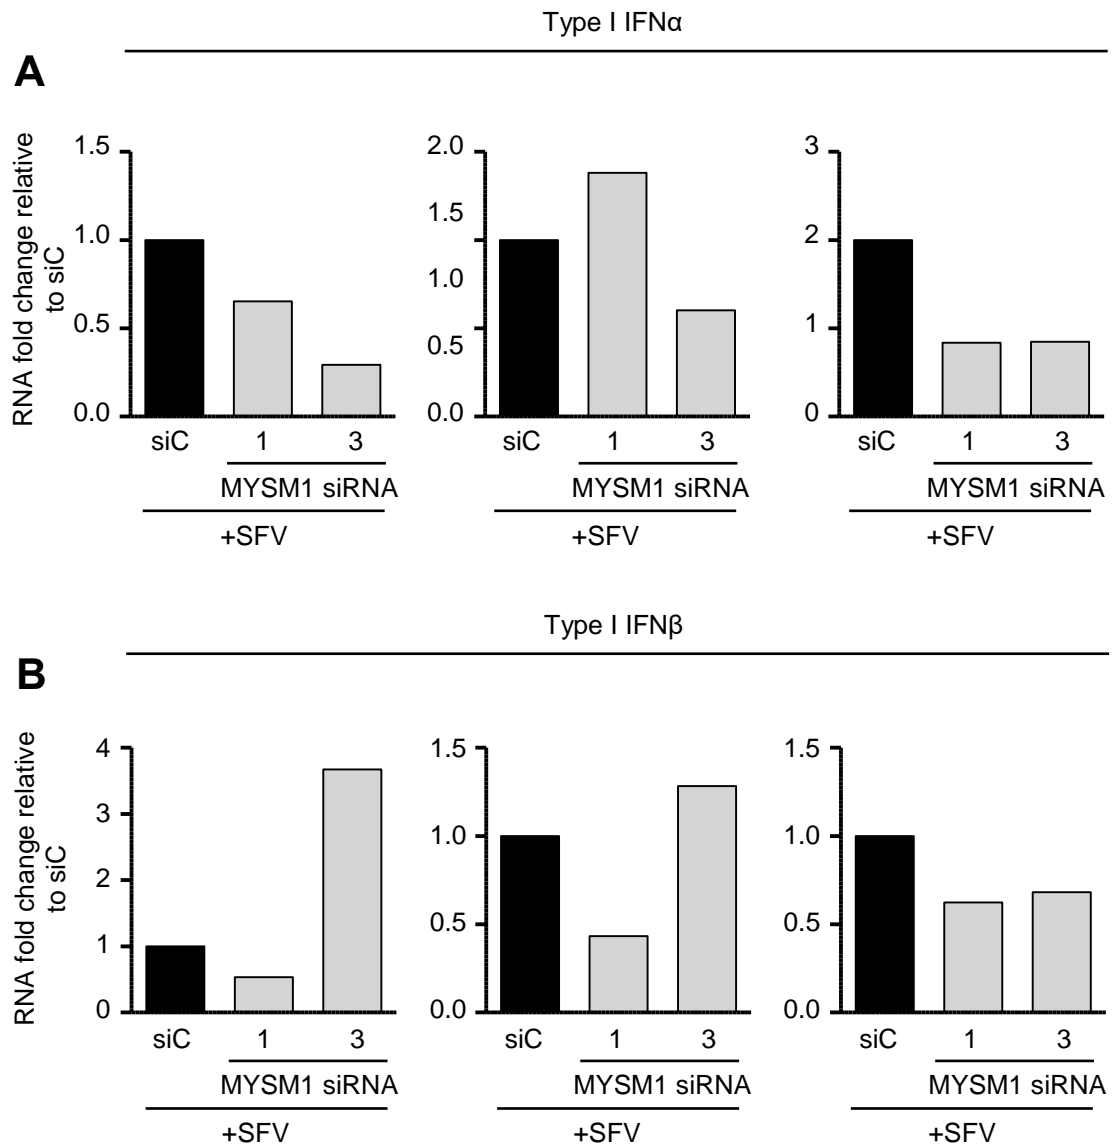 Type I IFNα
A
RNA fold change relative
to siC
1.5
1.0
0.5
0.0
siC 1 3
MYSM1 siRNA
+SFV
2.0
1.5
1.0
0.5
0.0
siC 1 3
MYSM1 siRNA
+SFV
3
2
1
0
siC 1 3
MYSM1 siRNA
+SFV
Type I IFNβ
B
RNA fold change relative
to siC
4
3
2
1
0
siC 1 3
MYSM1 siRNA
+SFV
1.5
1.0
0.5
0.0
siC 1 3
MYSM1 siRNA
+SFV
1.5
1.0
0.5
0.0
siC 1 3
MYSM1 siRNA
+SFV